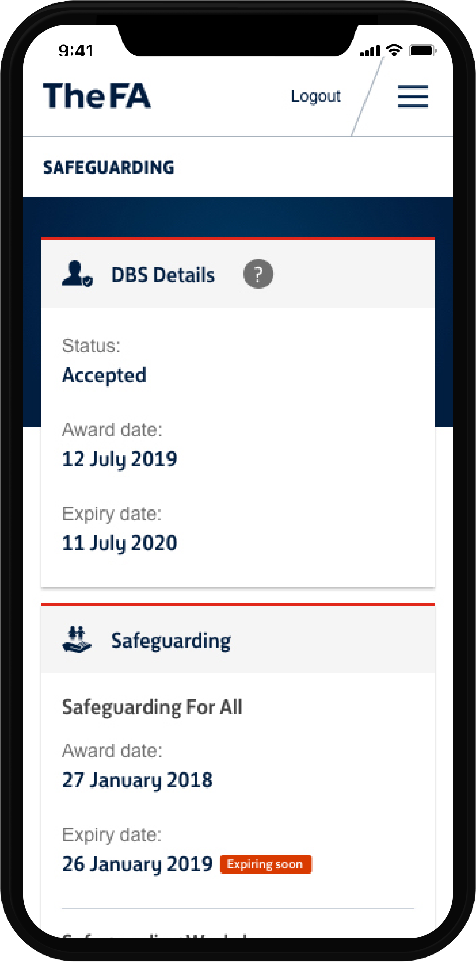 9:41
TheFA
Logout
SAFEGUARDING
DBS Details ?
Status:
Accepted
Award date:
12 July 2019
Expiry date:
11 July 2020
Safeguarding
Safeguarding For All
Award date:
27 January 2018
Expiry date:
26 January 2019 Expiring soon